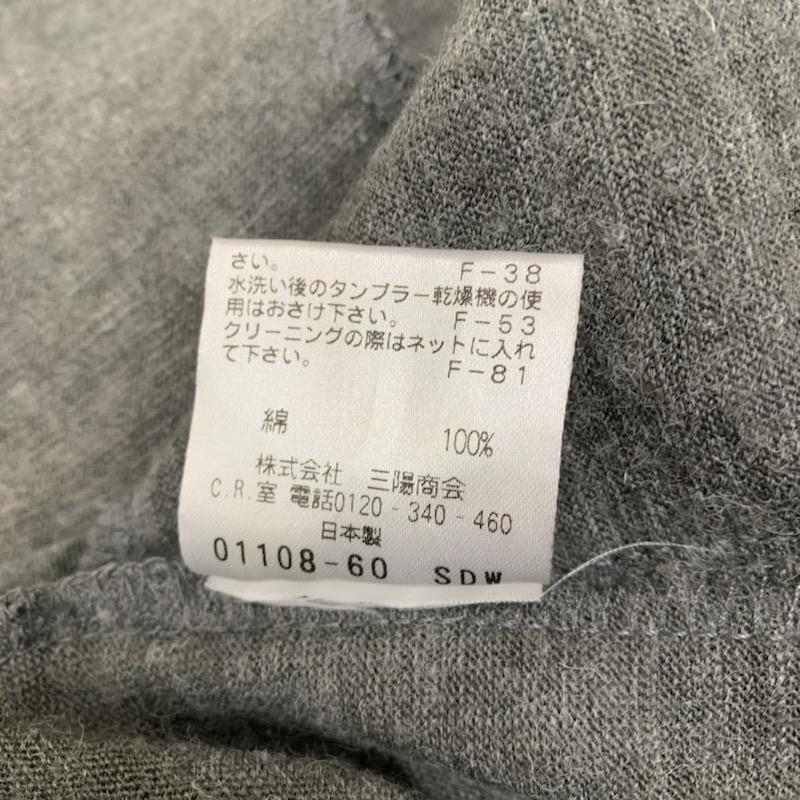 さい。 F-38
水洗い後のタンブラー乾燥機の使
用はおさけ下さい。 F-53
クリーニングの際はネットに入れ
て下さい。 F-81
綿 100%
株式会社 三陽商会
C.R.室 電話0120-340-460
日本製
01108-60 SDW